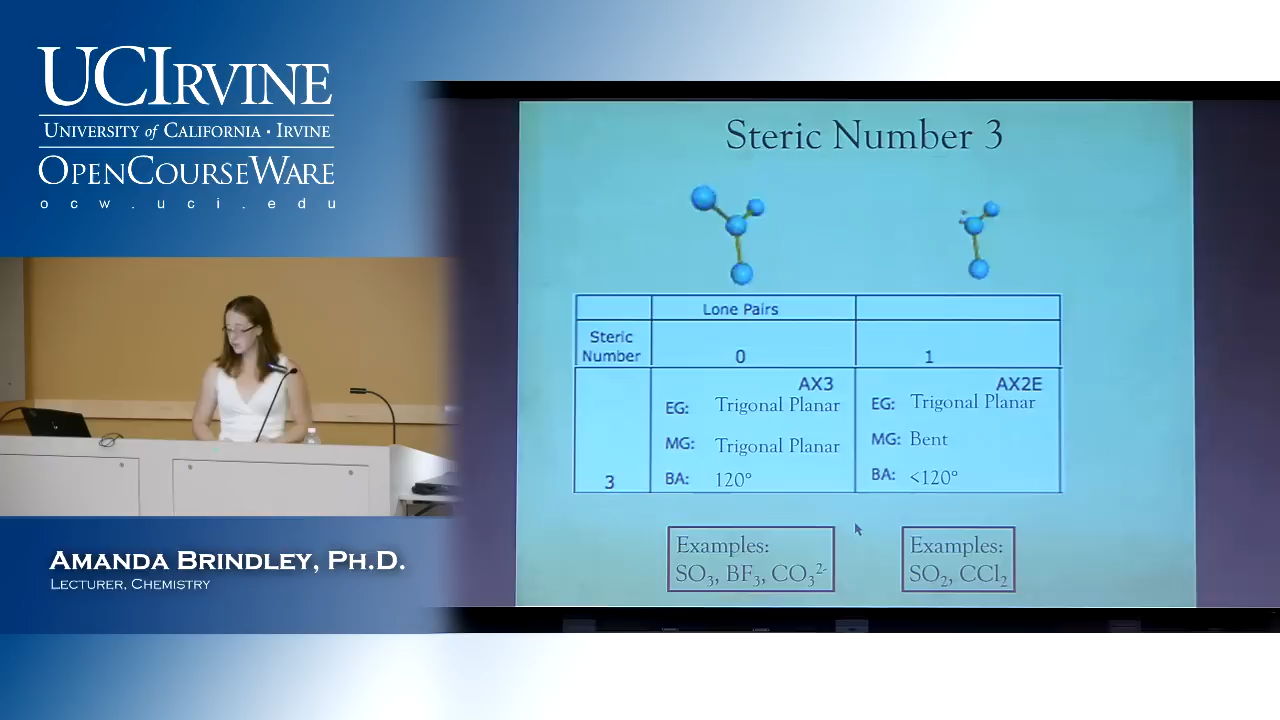 UCIRVINE
UNIVERSITY of CALIFORNIA · IRVINE
OPENCOURSEWARE
ocw.uci.edu
Steric Number 3
Lone Pairs
Steric Number
0
1
3
AX3
EG: Trigonal Planar
MG: Trigonal Planar
BA: 120°
AX2E
EG: Trigonal Planar
MG: Bent
BA: <120°
Examples:
SO₃, BF₃, CO₃²⁻
Examples:
SO₂, CCl₂
AMANDA BRINDLEY, PH.D.
LECTURER, CHEMISTRY